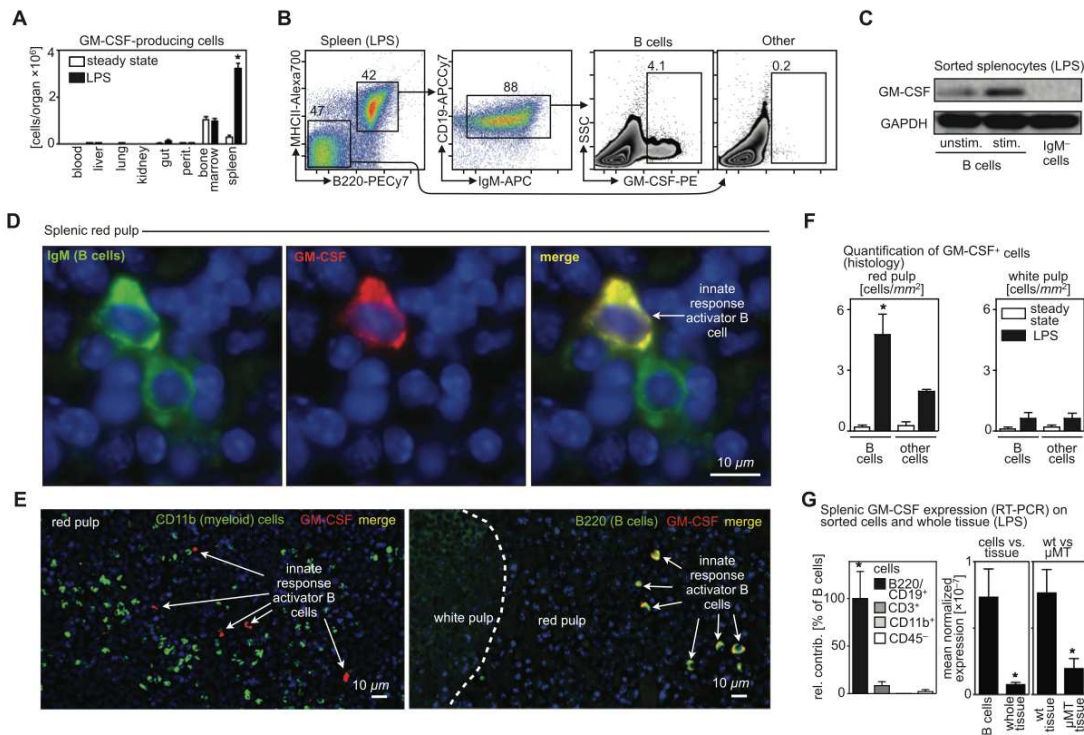 A
GM-CSF-producing cells
[cells/organ ×10⁶]
4
2
0
steady state
LPS
*
blood
liver
lung
kidney
gut
perit.
bone
marrow
spleen
B
Spleen (LPS)
MHCII-Alexa700
47
42
B220-PECy7
CD19-APCCy7
88
IgM-APC
B cells
SSC
4.1
GM-CSF-PE
Other
0.2
C
Sorted splenocytes (LPS)
GM-CSF
GAPDH
unstim. stim.
B cells
IgM⁻
cells
D
Splenic red pulp
IgM (B cells)
GM-CSF
merge
innate
response
activator B
cell
10 µm
E
red pulp
CD11b (myeloid) cells GM-CSF merge
innate
response
activator B
cells
10 µm
B220 (B cells) GM-CSF merge
white pulp
red pulp
innate
response
activator B
cells
10 µm
F
Quantification of GM-CSF⁺ cells
(histology)
red pulp
[cells/mm²]
6
3
0
*
B
cells
other
cells
white pulp
[cells/mm²]
6
3
0
steady
state
LPS
B
cells
other
cells
G
Splenic GM-CSF expression (RT-PCR) on
sorted cells and whole tissue (LPS)
rel. contrib. [% of B cells]
100
50
0
*
cells
B220/
CD19⁺
CD3⁺
CD11b⁺
CD45⁻
cells vs.
tissue
mean normalized
expression [×10⁻⁷]
1
0
*
B cells
whole
tissue
wt vs
µMT
*
wt
tissue
µMT
tissue